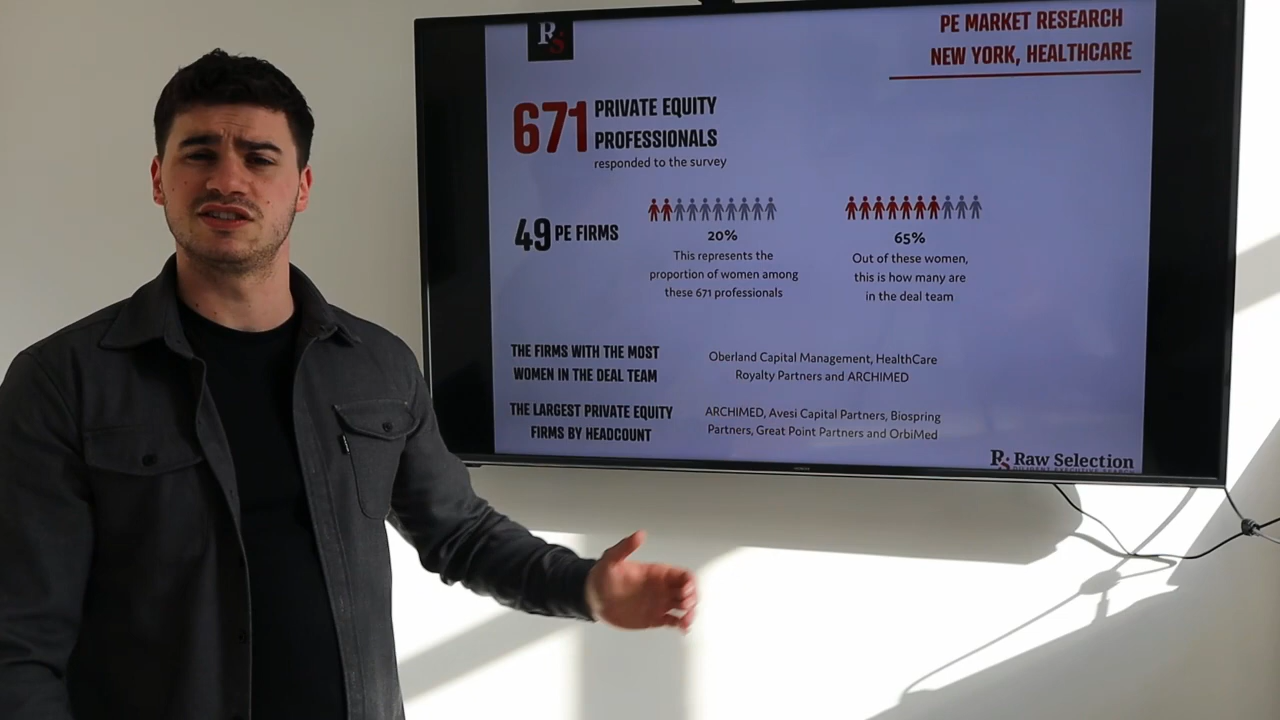 RS
PE MARKET RESEARCH
NEW YORK, HEALTHCARE
671 PRIVATE EQUITY
PROFESSIONALS
responded to the survey
49 PE FIRMS
20%
This represents the
proportion of women among
these 671 professionals
65%
Out of these women,
this is how many are
in the deal team
THE FIRMS WITH THE MOST
WOMEN IN THE DEAL TEAM
Oberland Capital Management, HealthCare
Royalty Partners and ARCHIMED
THE LARGEST PRIVATE EQUITY
FIRMS BY HEADCOUNT
ARCHIMED, Avesi Capital Partners, Biospring
Partners, Great Point Partners and OrbiMed
RS Raw Selection